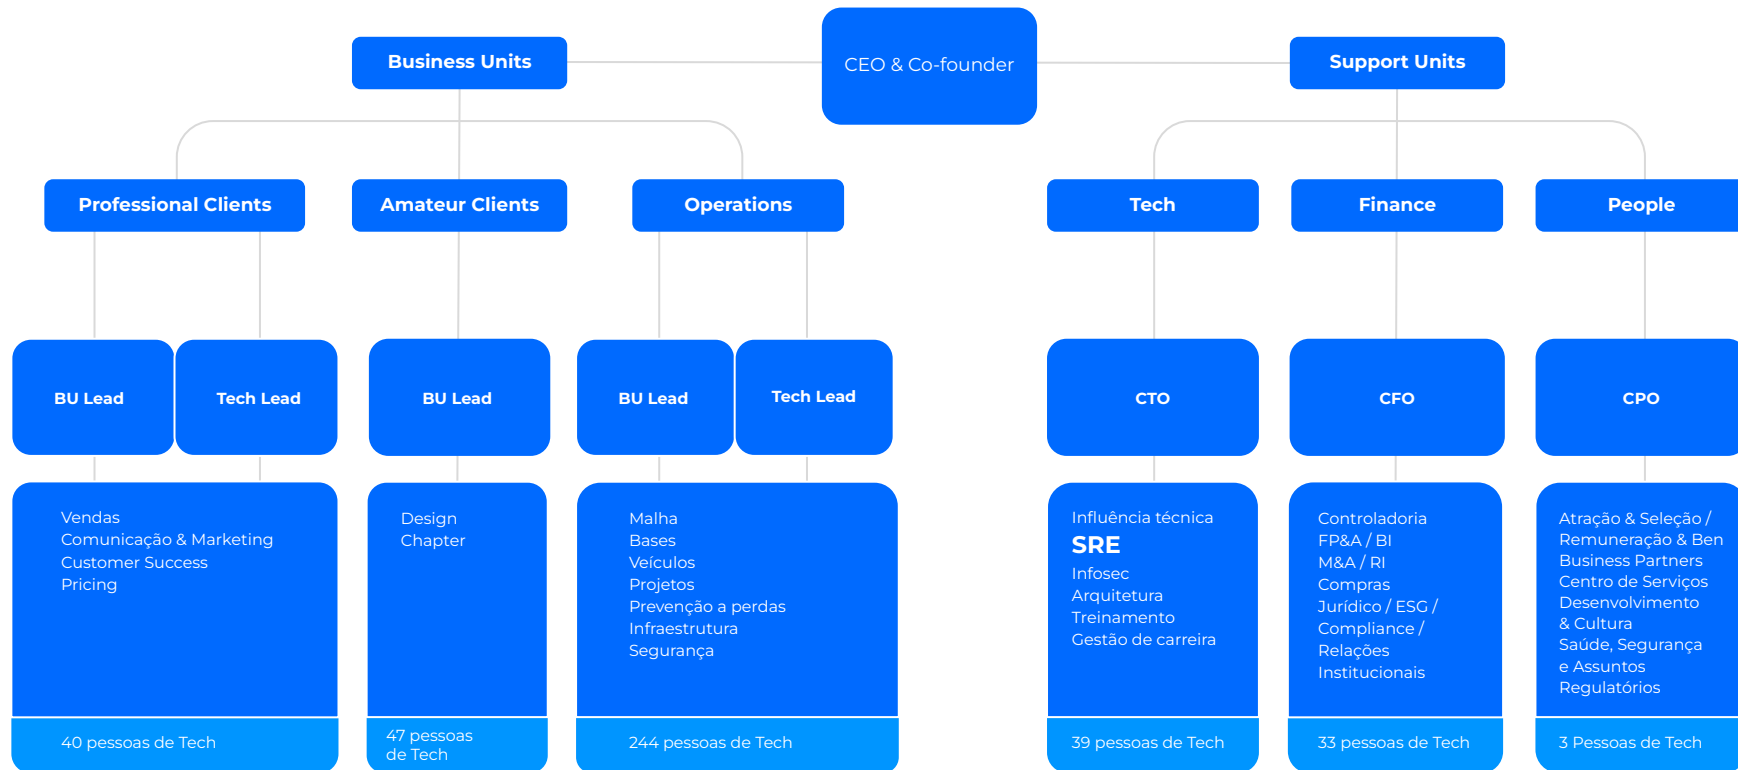 CEO & Co-founder
Business Units
Support Units
Professional Clients
Amateur Clients
Operations
Tech
Finance
People
BU Lead
Tech Lead
BU Lead
BU Lead
Tech Lead
CTO
CFO
CPO
Vendas
Comunicação & Marketing
Customer Success
Pricing
40 pessoas de Tech
Design
Chapter
47 pessoas
de Tech
Malha
Bases
Veículos
Projetos
Prevenção a perdas
Infraestrutura
Segurança
244 pessoas de Tech
Influência técnica
SRE
Infosec
Arquitetura
Treinamento
Gestão de carreira
39 pessoas de Tech
Controladoria
FP&A / BI
M&A / RI
Compras
Jurídico / ESG /
Compliance /
Relações
Institucionais
33 pessoas de Tech
Atração & Seleção /
Remuneração & Ben
Business Partners
Centro de Serviços
Desenvolvimento
& Cultura
Saúde, Segurança
e Assuntos
Regulatórios
3 Pessoas de Tech